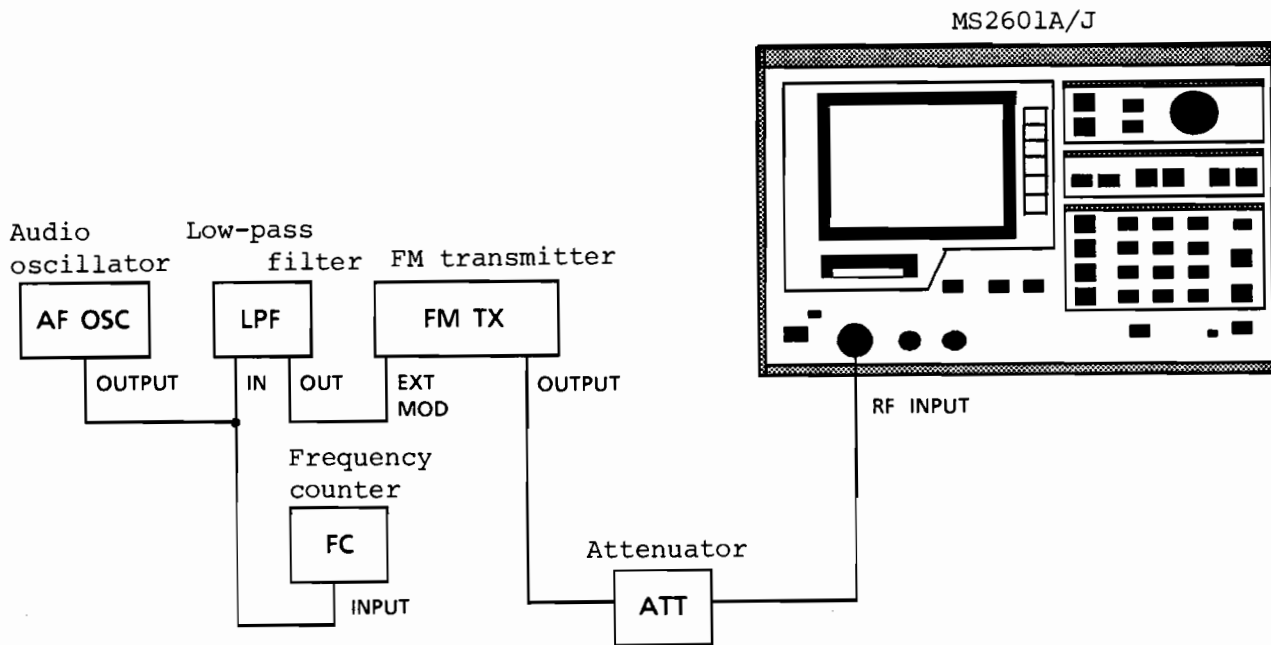 MS2601A/J
Audio
oscillator
Low-pass
filter
FM transmitter
AF OSC
LPF
FM TX
OUTPUT
IN
OUT
EXT
MOD
OUTPUT
RF INPUT
Frequency
counter
FC
INPUT
Attenuator
ATT